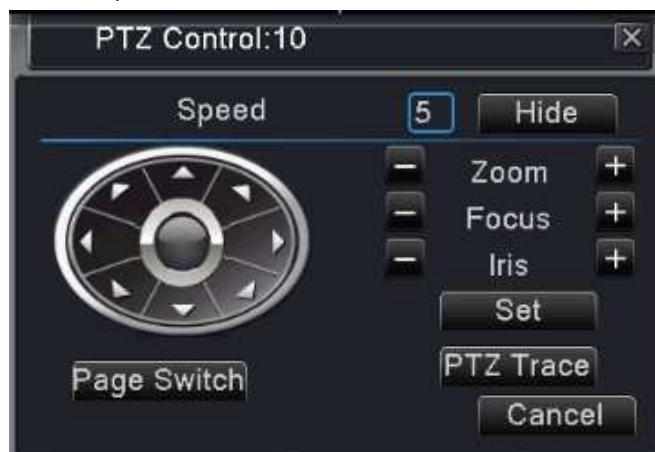 PTZ Control:10
Speed 5 Hide
Zoom
Focus
Iris
Set
PTZ Trace
Page Switch
Cancel